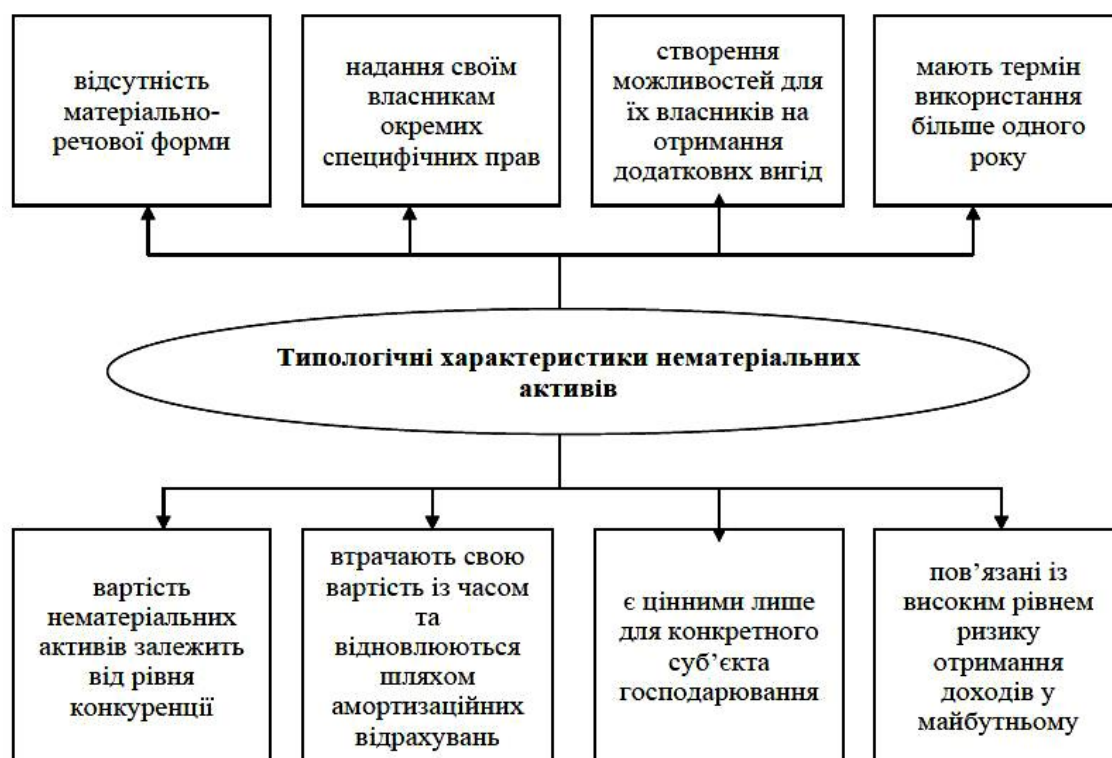 відсутність
матеріально-
речової форми
надання своїм
власникам
окремих
специфічних прав
створення
можливостей для
їх власників на
отримання
додаткових вигід
мають термін
використання
більше одного
року
Типологічні характеристики нематеріальних
активів
вартість
нематеріальних
активів залежить
від рівня
конкуренції
втрачають свою
вартість із часом
та
відновлюються
шляхом
амортизаційних
відрахувань
є цінними лише
для конкретного
суб’єкта
господарювання
пов’язані із
високим рівнем
ризику
отримання
доходів у
майбутньому